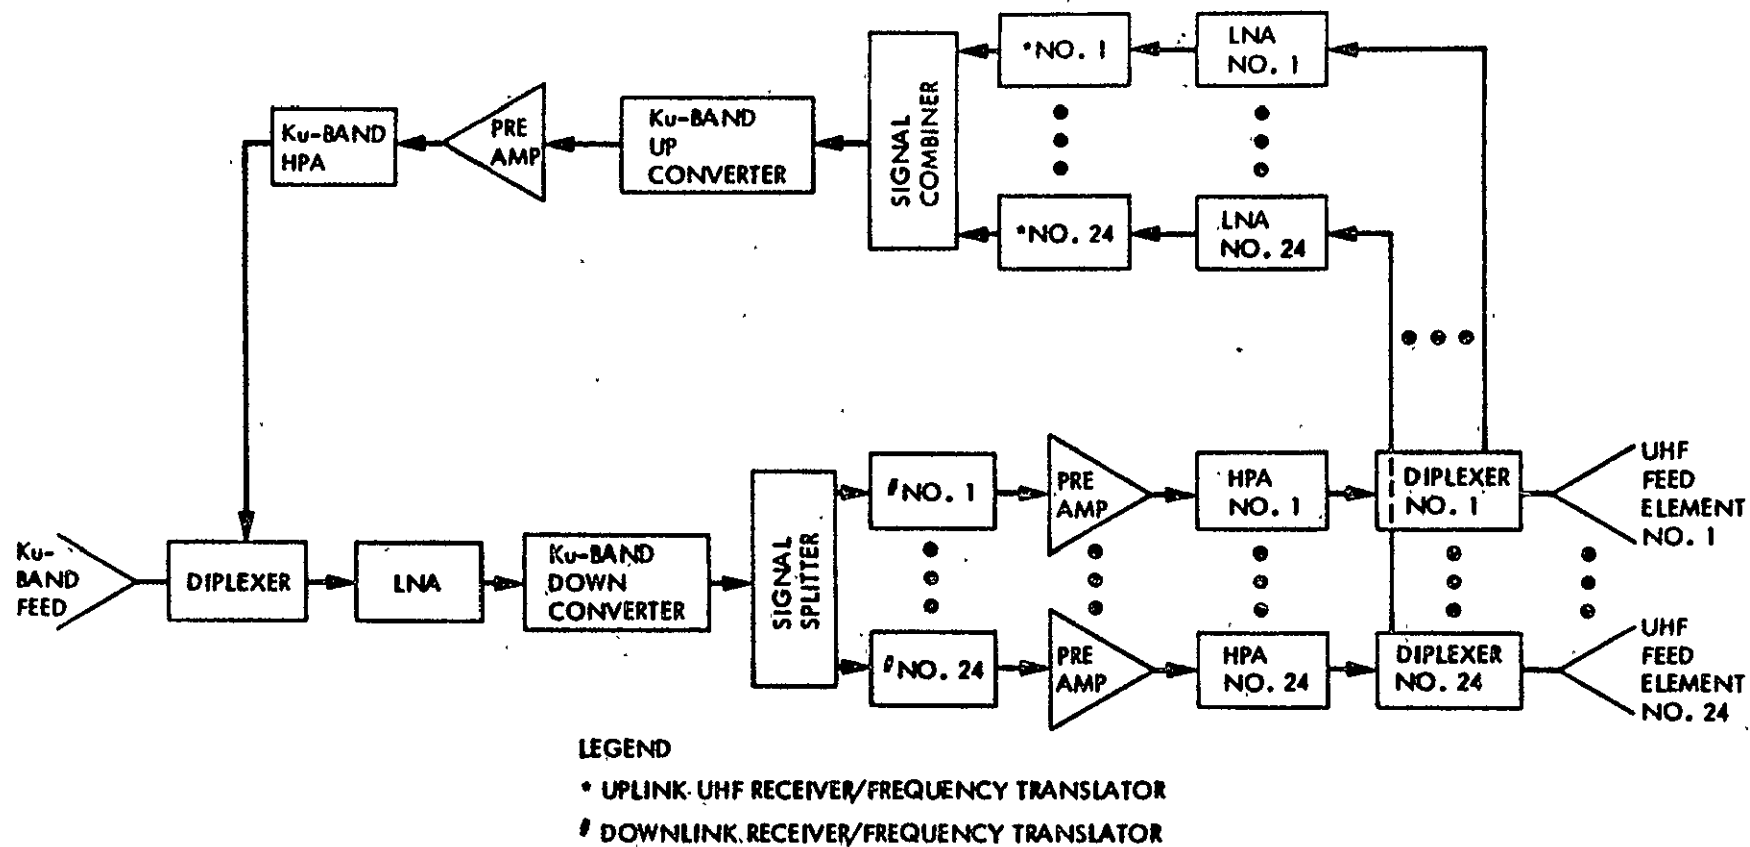 *NO. 1
LNA
NO. 1
Ku-BAND
HPA
PRE
AMP
Ku-BAND
UP
CONVERTER
SIGNAL
COMBINER
*NO. 24
LNA
NO. 24
Ku-
BAND
FEED
DIPLEXER
LNA
Ku-BAND
DOWN
CONVERTER
SIGNAL
SPLITTER
#NO. 1
PRE
AMP
HPA
NO. 1
DIPLEXER
NO. 1
UHF
FEED
ELEMENT
NO. 1
#NO. 24
PRE
AMP
HPA
NO. 24
DIPLEXER
NO. 24
UHF
FEED
ELEMENT
NO. 24
LEGEND
* UPLINK UHF RECEIVER/FREQUENCY TRANSLATOR
# DOWNLINK RECEIVER/FREQUENCY TRANSLATOR